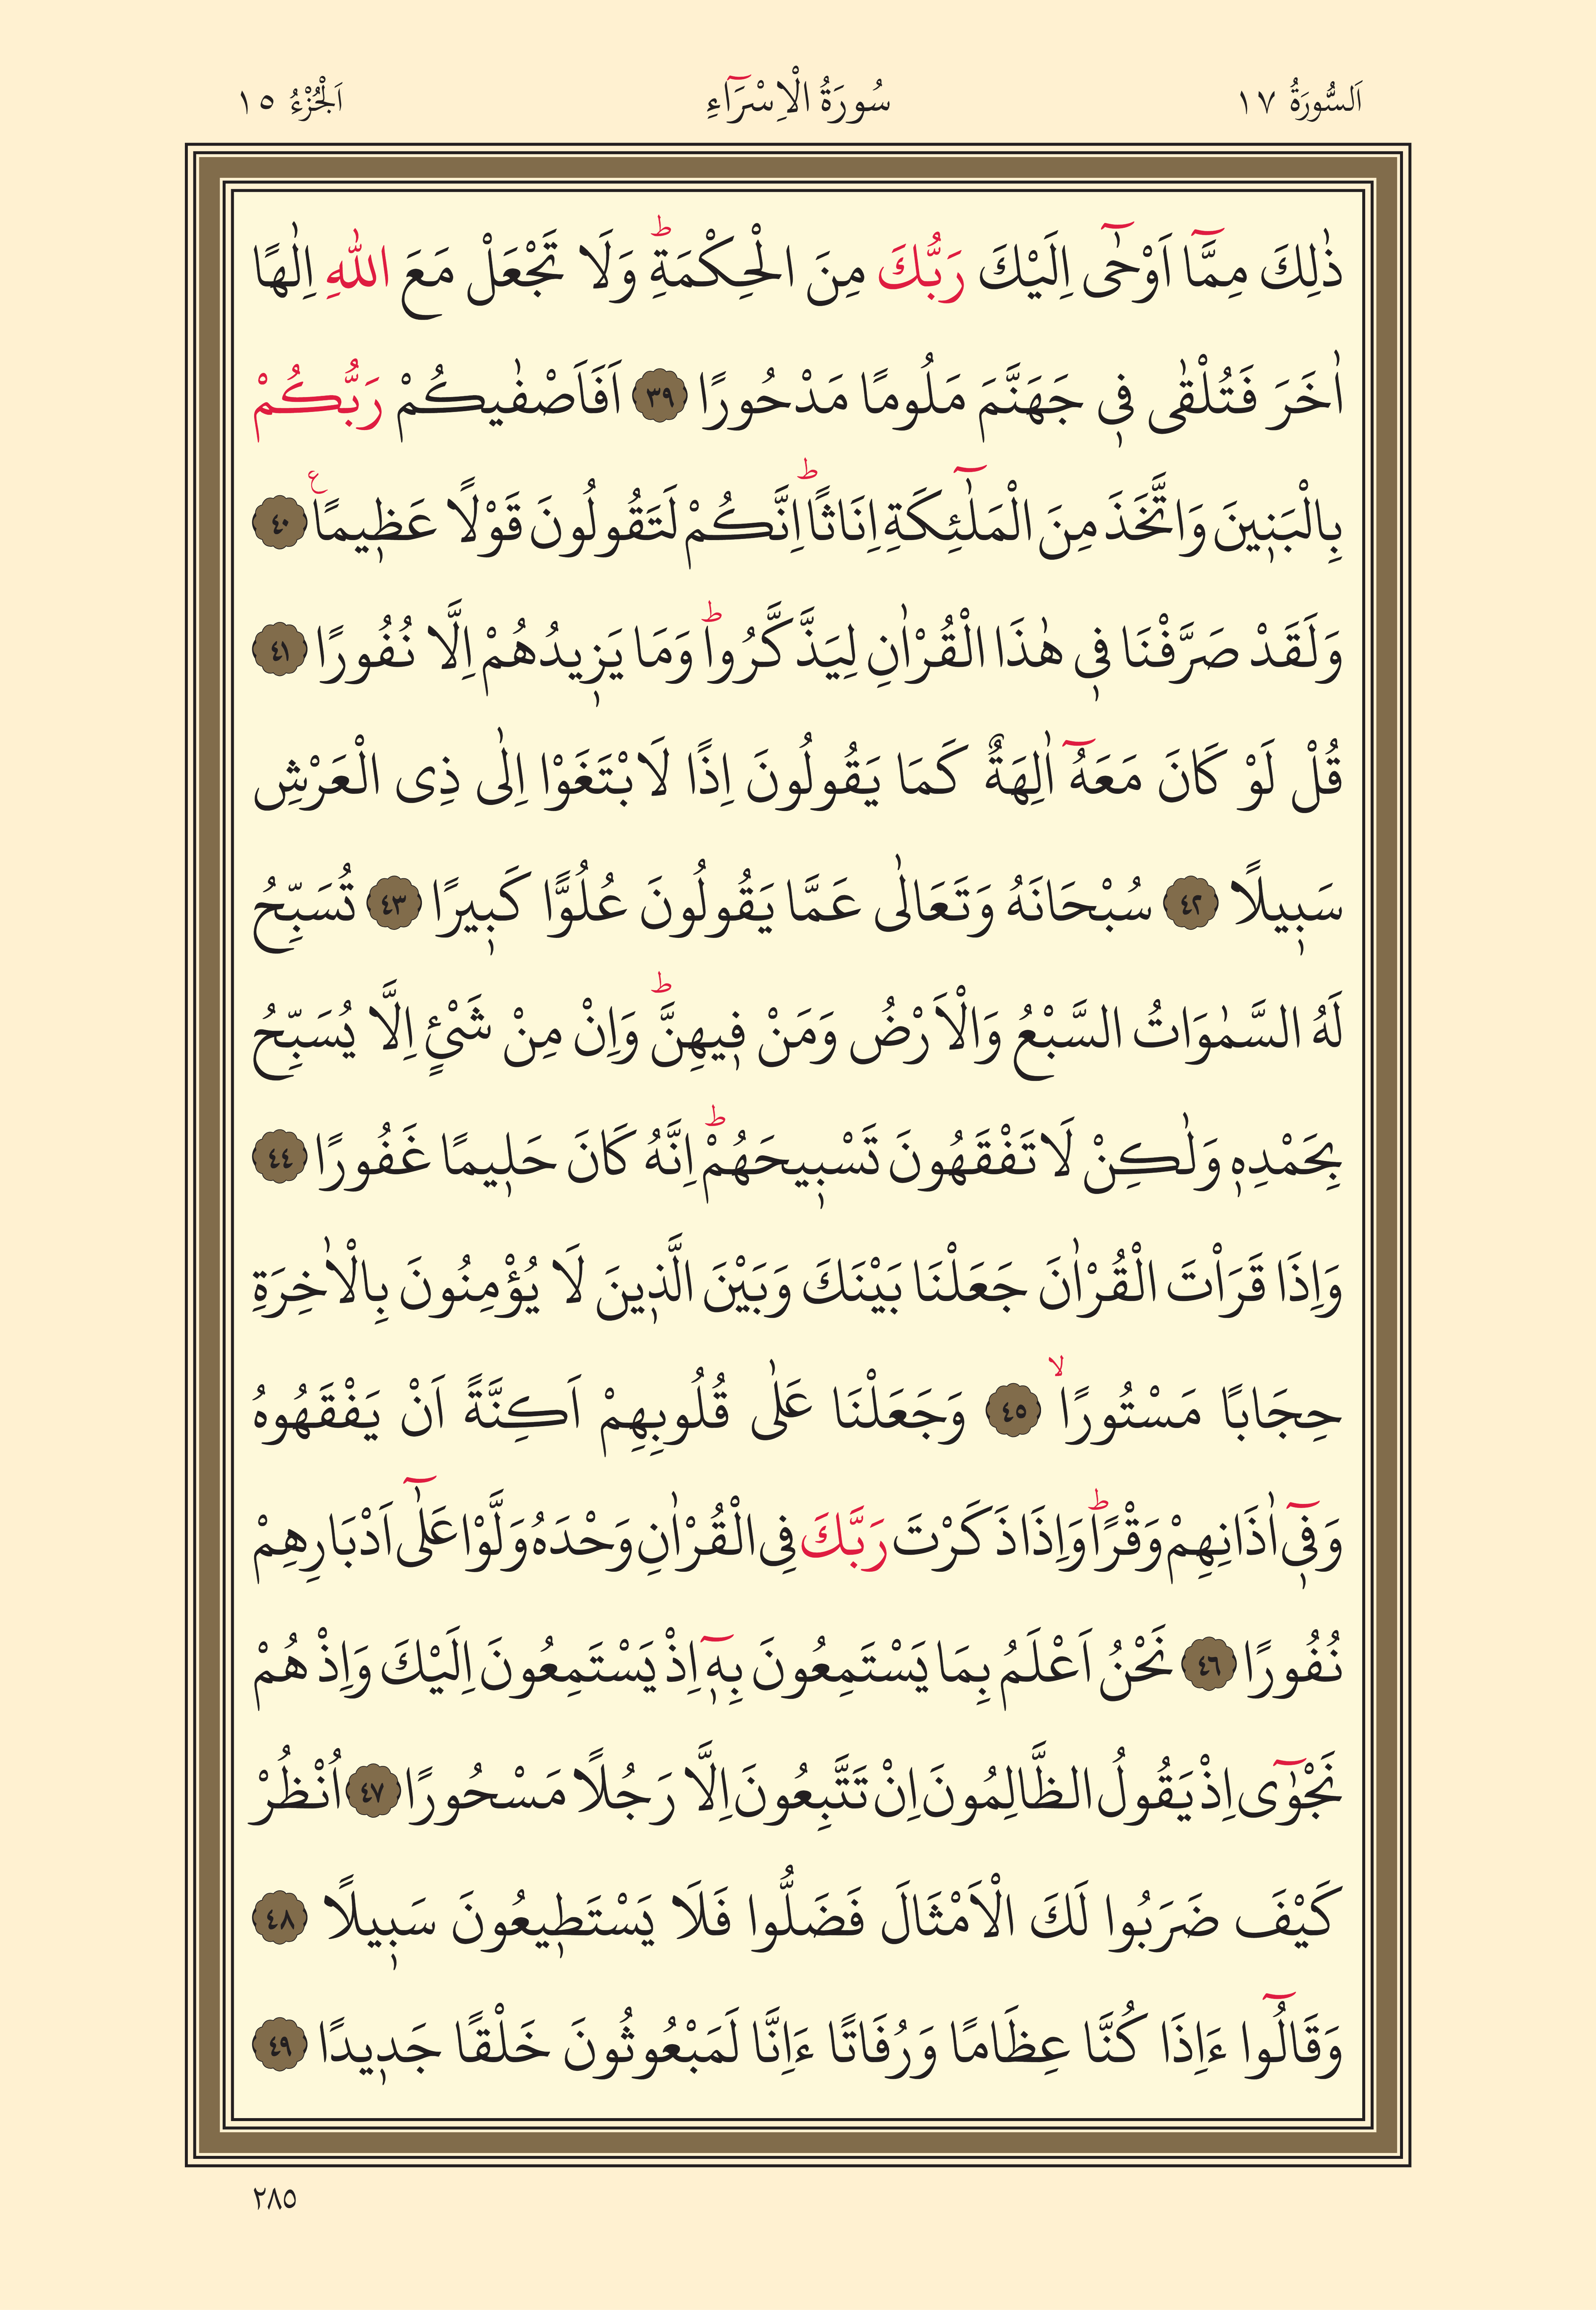 اَلسُّورَةُ ١٧ سُورَةُ الْاِسْرَٓاءِ اَلْجُزْءُ ١٥
ذٰلِكَ مِمَّٓا اَوْحٰٓى اِلَيْكَ رَبُّكَ مِنَ الْحِكْمَةِۜ وَلَا تَجْعَلْ مَعَ اللّٰهِ اِلٰهًا
اٰخَرَ فَتُلْقٰى فٖي جَهَنَّمَ مَلُومًا مَدْحُورًا ﴿٣٩﴾ اَفَاَصْفٰيكُمْ رَبُّكُمْ
بِالْبَنٖينَ وَاتَّخَذَ مِنَ الْمَلٰٓئِكَةِ اِنَاثًاۜ اِنَّكُمْ لَتَقُولُونَ قَوْلًا عَظٖيمًاࣖ ﴿٤٠﴾
وَلَقَدْ صَرَّفْنَا فٖي هٰذَا الْقُرْاٰنِ لِيَذَّكَّرُواۜ وَمَا يَزٖيدُهُمْ اِلَّا نُفُورًا ﴿٤١﴾
قُلْ لَوْ كَانَ مَعَهُٓ اٰلِهَةٌ كَمَا يَقُولُونَ اِذًا لَابْتَغَوْا اِلٰى ذِى الْعَرْشِ
سَبٖيلًا ﴿٤٢﴾ سُبْحَانَهُ وَتَعَالٰى عَمَّا يَقُولُونَ عُلُوًّا كَبٖيرًا ﴿٤٣﴾ تُسَبِّحُ
لَهُ السَّمٰوَاتُ السَّبْعُ وَالْاَرْضُ وَمَنْ فٖيهِنَّۜ وَاِنْ مِنْ شَيْءٍ اِلَّا يُسَبِّحُ
بِحَمْدِهٖ وَلٰكِنْ لَا تَفْقَهُونَ تَسْبٖيحَهُمْۜ اِنَّهُ كَانَ حَلٖيمًا غَفُورًا ﴿٤٤﴾
وَاِذَا قَرَاْتَ الْقُرْاٰنَ جَعَلْنَا بَيْنَكَ وَبَيْنَ الَّذٖينَ لَا يُؤْمِنُونَ بِالْاٰخِرَةِ
حِجَابًا مَسْتُورًاۙ ﴿٤٥﴾ وَجَعَلْنَا عَلٰى قُلُوبِهِمْ اَكِنَّةً اَنْ يَفْقَهُوهُ
وَفٖٓي اٰذَانِهِمْ وَقْرًاۜ وَاِذَا ذَكَرْتَ رَبَّكَ فِى الْقُرْاٰنِ وَحْدَهُ وَلَّوْا عَلٰٓى اَدْبَارِهِمْ
نُفُورًا ﴿٤٦﴾ نَحْنُ اَعْلَمُ بِمَا يَسْتَمِعُونَ بِهٖٓ اِذْ يَسْتَمِعُونَ اِلَيْكَ وَاِذْ هُمْ
نَجْوٰٓى اِذْ يَقُولُ الظَّالِمُونَ اِنْ تَتَّبِعُونَ اِلَّا رَجُلًا مَسْحُورًا ﴿٤٧﴾ اُنْظُرْ
كَيْفَ ضَرَبُوا لَكَ الْاَمْثَالَ فَضَلُّوا فَلَا يَسْتَطٖيعُونَ سَبٖيلًا ﴿٤٨﴾
وَقَالُٓوا ءَاِذَا كُنَّا عِظَامًا وَرُفَاتًا ءَاِنَّا لَمَبْعُوثُونَ خَلْقًا جَدٖيدًا ﴿٤٩﴾
٢٨٥